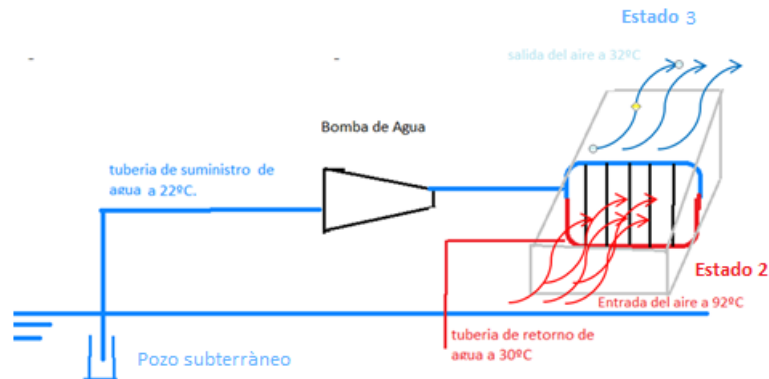 Estado 3
salida del aire a 32ºC
Bomba de Agua
tuberia de suministro de
agua a 22ºC.
Estado 2
Entrada del aire a 92ºC
tuberia de retorno de
agua a 30ºC
Pozo subterràneo